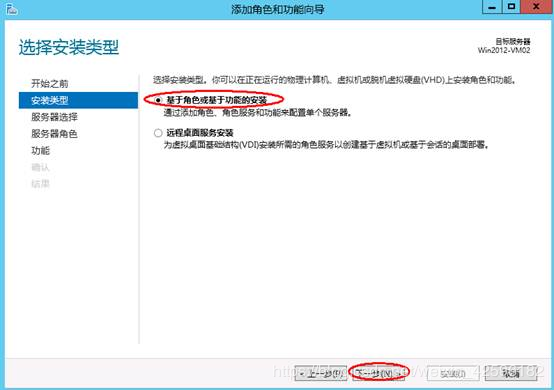 添加角色和功能向导
选择安装类型
目标服务器
Win2012-VM02
开始之前
安装类型
服务器选择
服务器角色
功能
确认
结果
选择安装类型。你可以在正在运行的物理计算机、虚拟机或脱机虚拟硬盘(VHD)上安装角色和功能。
基于角色或基于功能的安装
通过添加角色、角色服务和功能来配置单个服务器。
远程桌面服务安装
为虚拟桌面基础结构(VDI)安装所需的角色服务以创建基于虚拟机或基于会话的桌面部署。
< 上一步(P)
下一步(N) >
安装(I)
取消